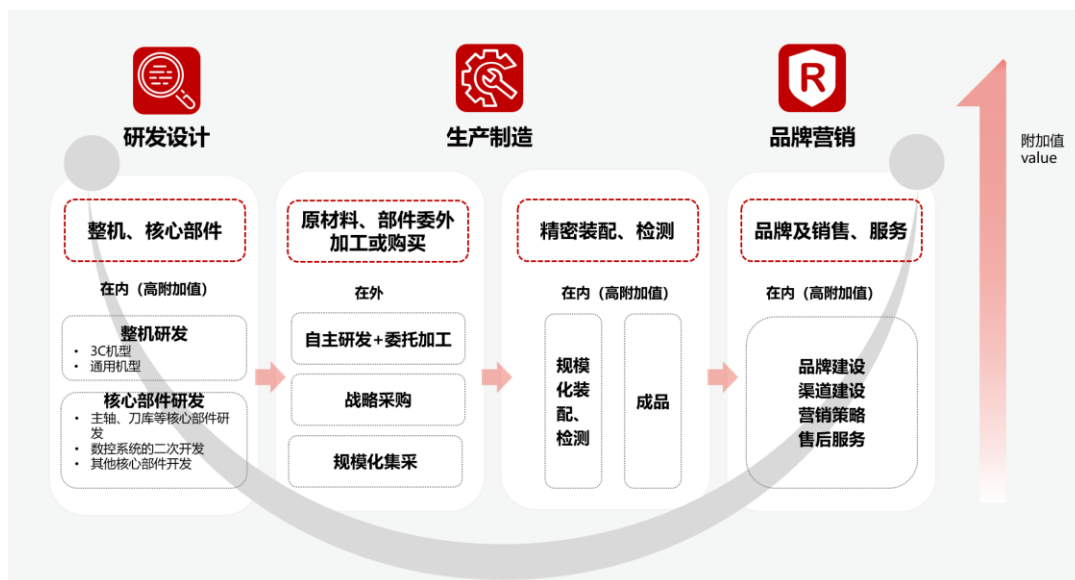 研发设计
生产制造
R
品牌营销
附加值
value
整机、核心部件
在内（高附加值）
整机研发
• 3C机型
• 通用机型
核心部件研发
• 主轴、刀库等核心部件研
发
• 数控系统的二次开发
• 其他核心部件开发
原材料、部件委外
加工或购买
在外
自主研发+委托加工
战略采购
规模化集采
精密装配、检测
在内（高附加值）
规模
化装
配、
检测
成品
品牌及销售、服务
在内（高附加值）
品牌建设
渠道建设
营销策略
售后服务